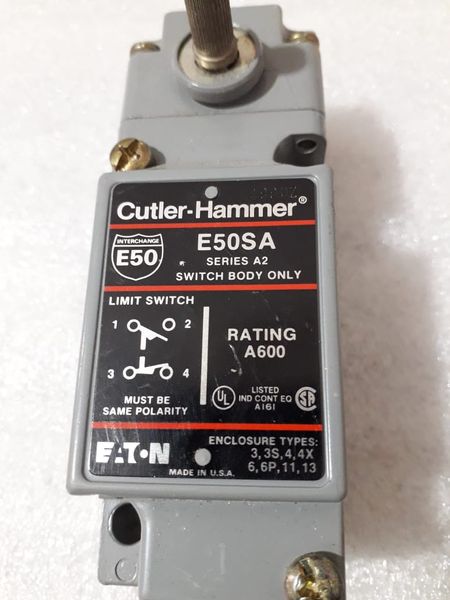 Cutler-Hammer®
INTERCHANGE
E50
E50SA
SERIES A2
SWITCH BODY ONLY
LIMIT SWITCH
1 2
3 4
MUST BE
SAME POLARITY
RATING
A600
UL
LISTED
IND CONT EQ
A161
SA
EATON
MADE IN U.S.A.
ENCLOSURE TYPES:
3,3S,4,4X
6,6P,11,13